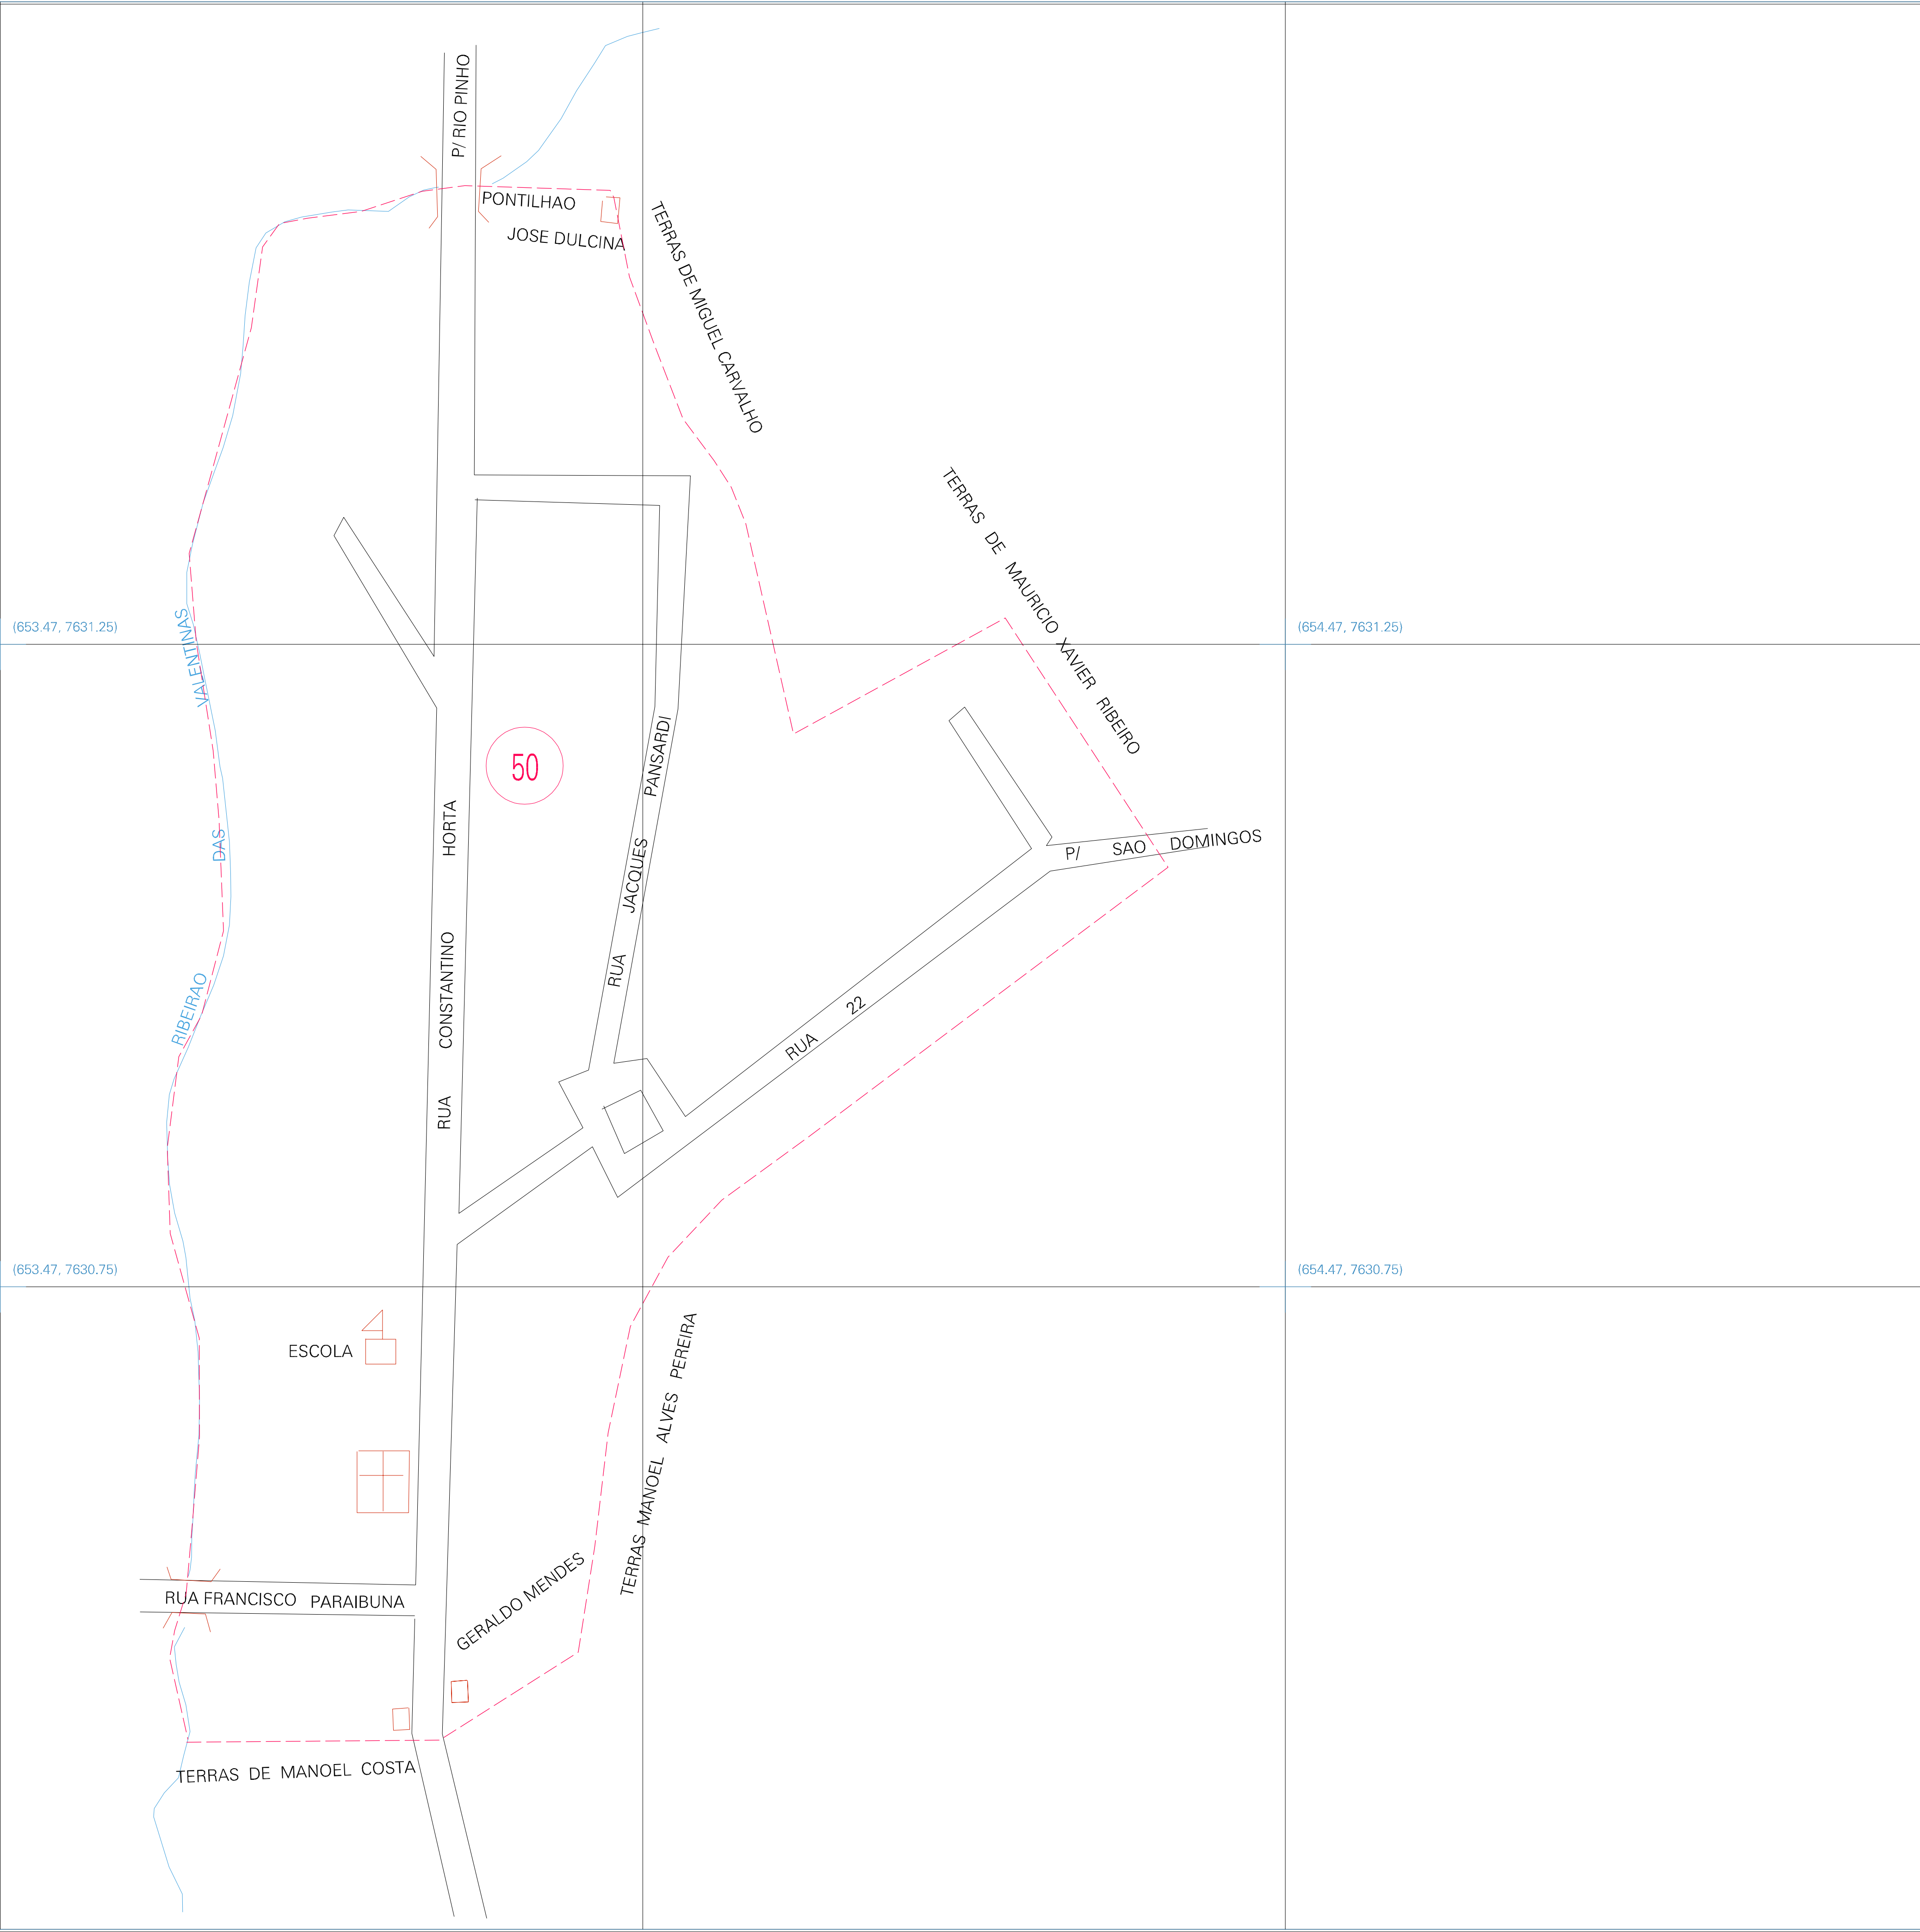 P/ RIO PINHO
PONTILHAO
JOSE DULCINA
TERRAS DE MIGUEL CARVALHO
TERRAS DE MAURICIO XAVIER RIBEIRO
(653.47, 7631.25)
(654.47, 7631.25)
RIBEIRAO DAS VALENTINAS
50
RUA CONSTANTINO HORTA
RUA JACQUES PANSARDI
P/ SAO DOMINGOS
RUA 22
(653.47, 7630.75)
(654.47, 7630.75)
ESCOLA
TERRAS MANOEL ALVES PEREIRA
RUA FRANCISCO PARAIBUNA
GERALDO MENDES
TERRAS DE MANOEL COSTA